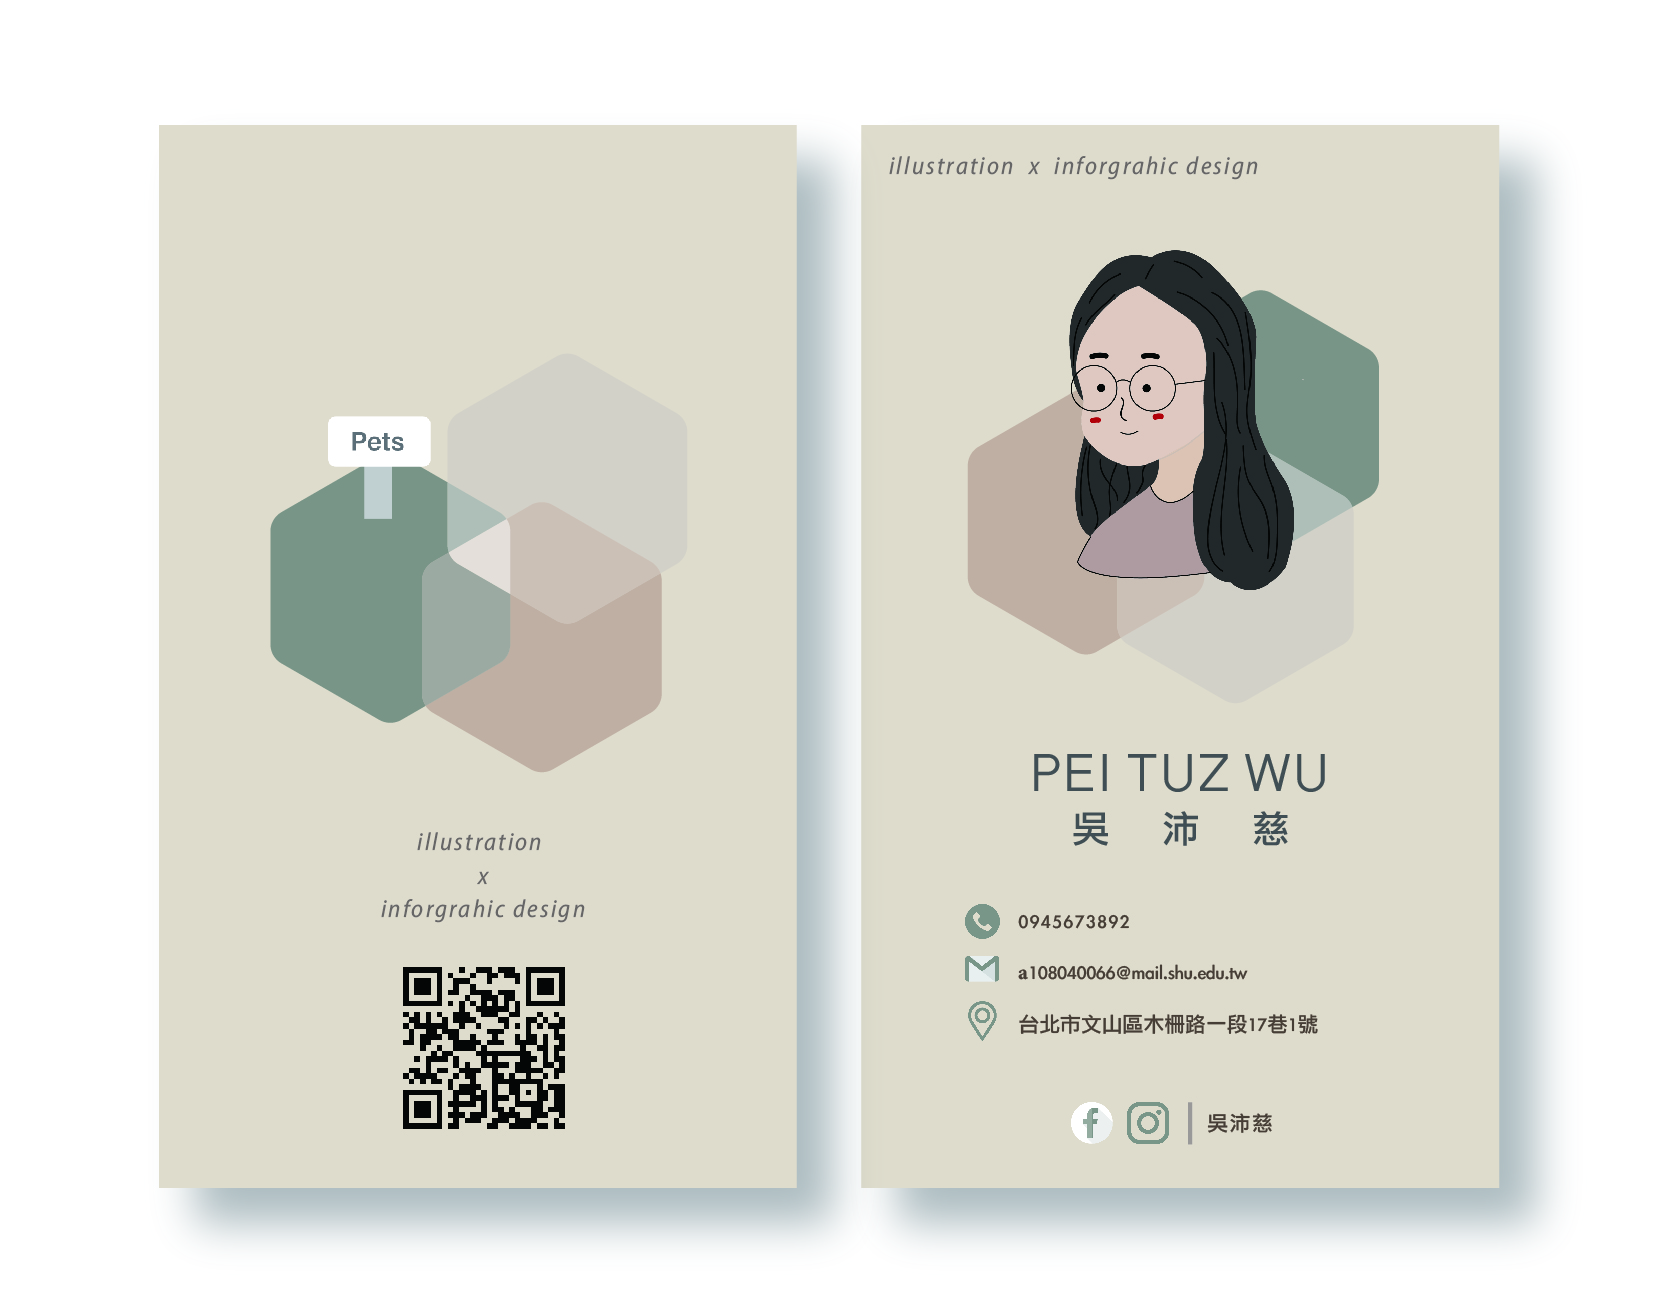 Pets
illustration
x
inforgrahic design
illustration x inforgrahic design
PEI TUZ WU
吳 沛 慈
0945673892
a108040066@mail.shu.edu.tw
台北市文山區木柵路一段17巷1號
吳沛慈